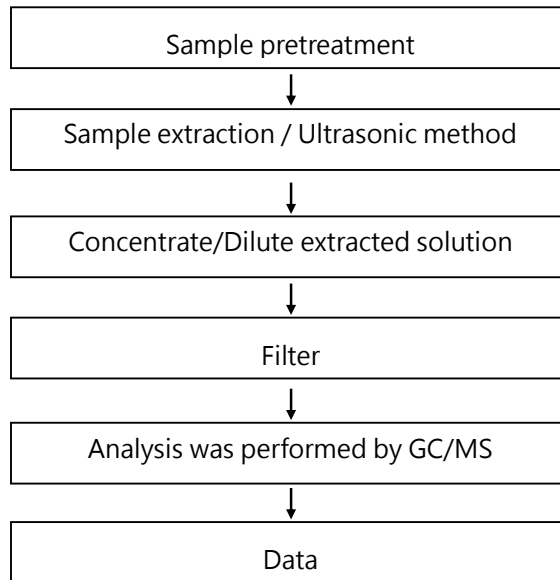 Sample pretreatment
Sample extraction / Ultrasonic method
Concentrate/Dilute extracted solution
Filter
Analysis was performed by GC/MS
Data